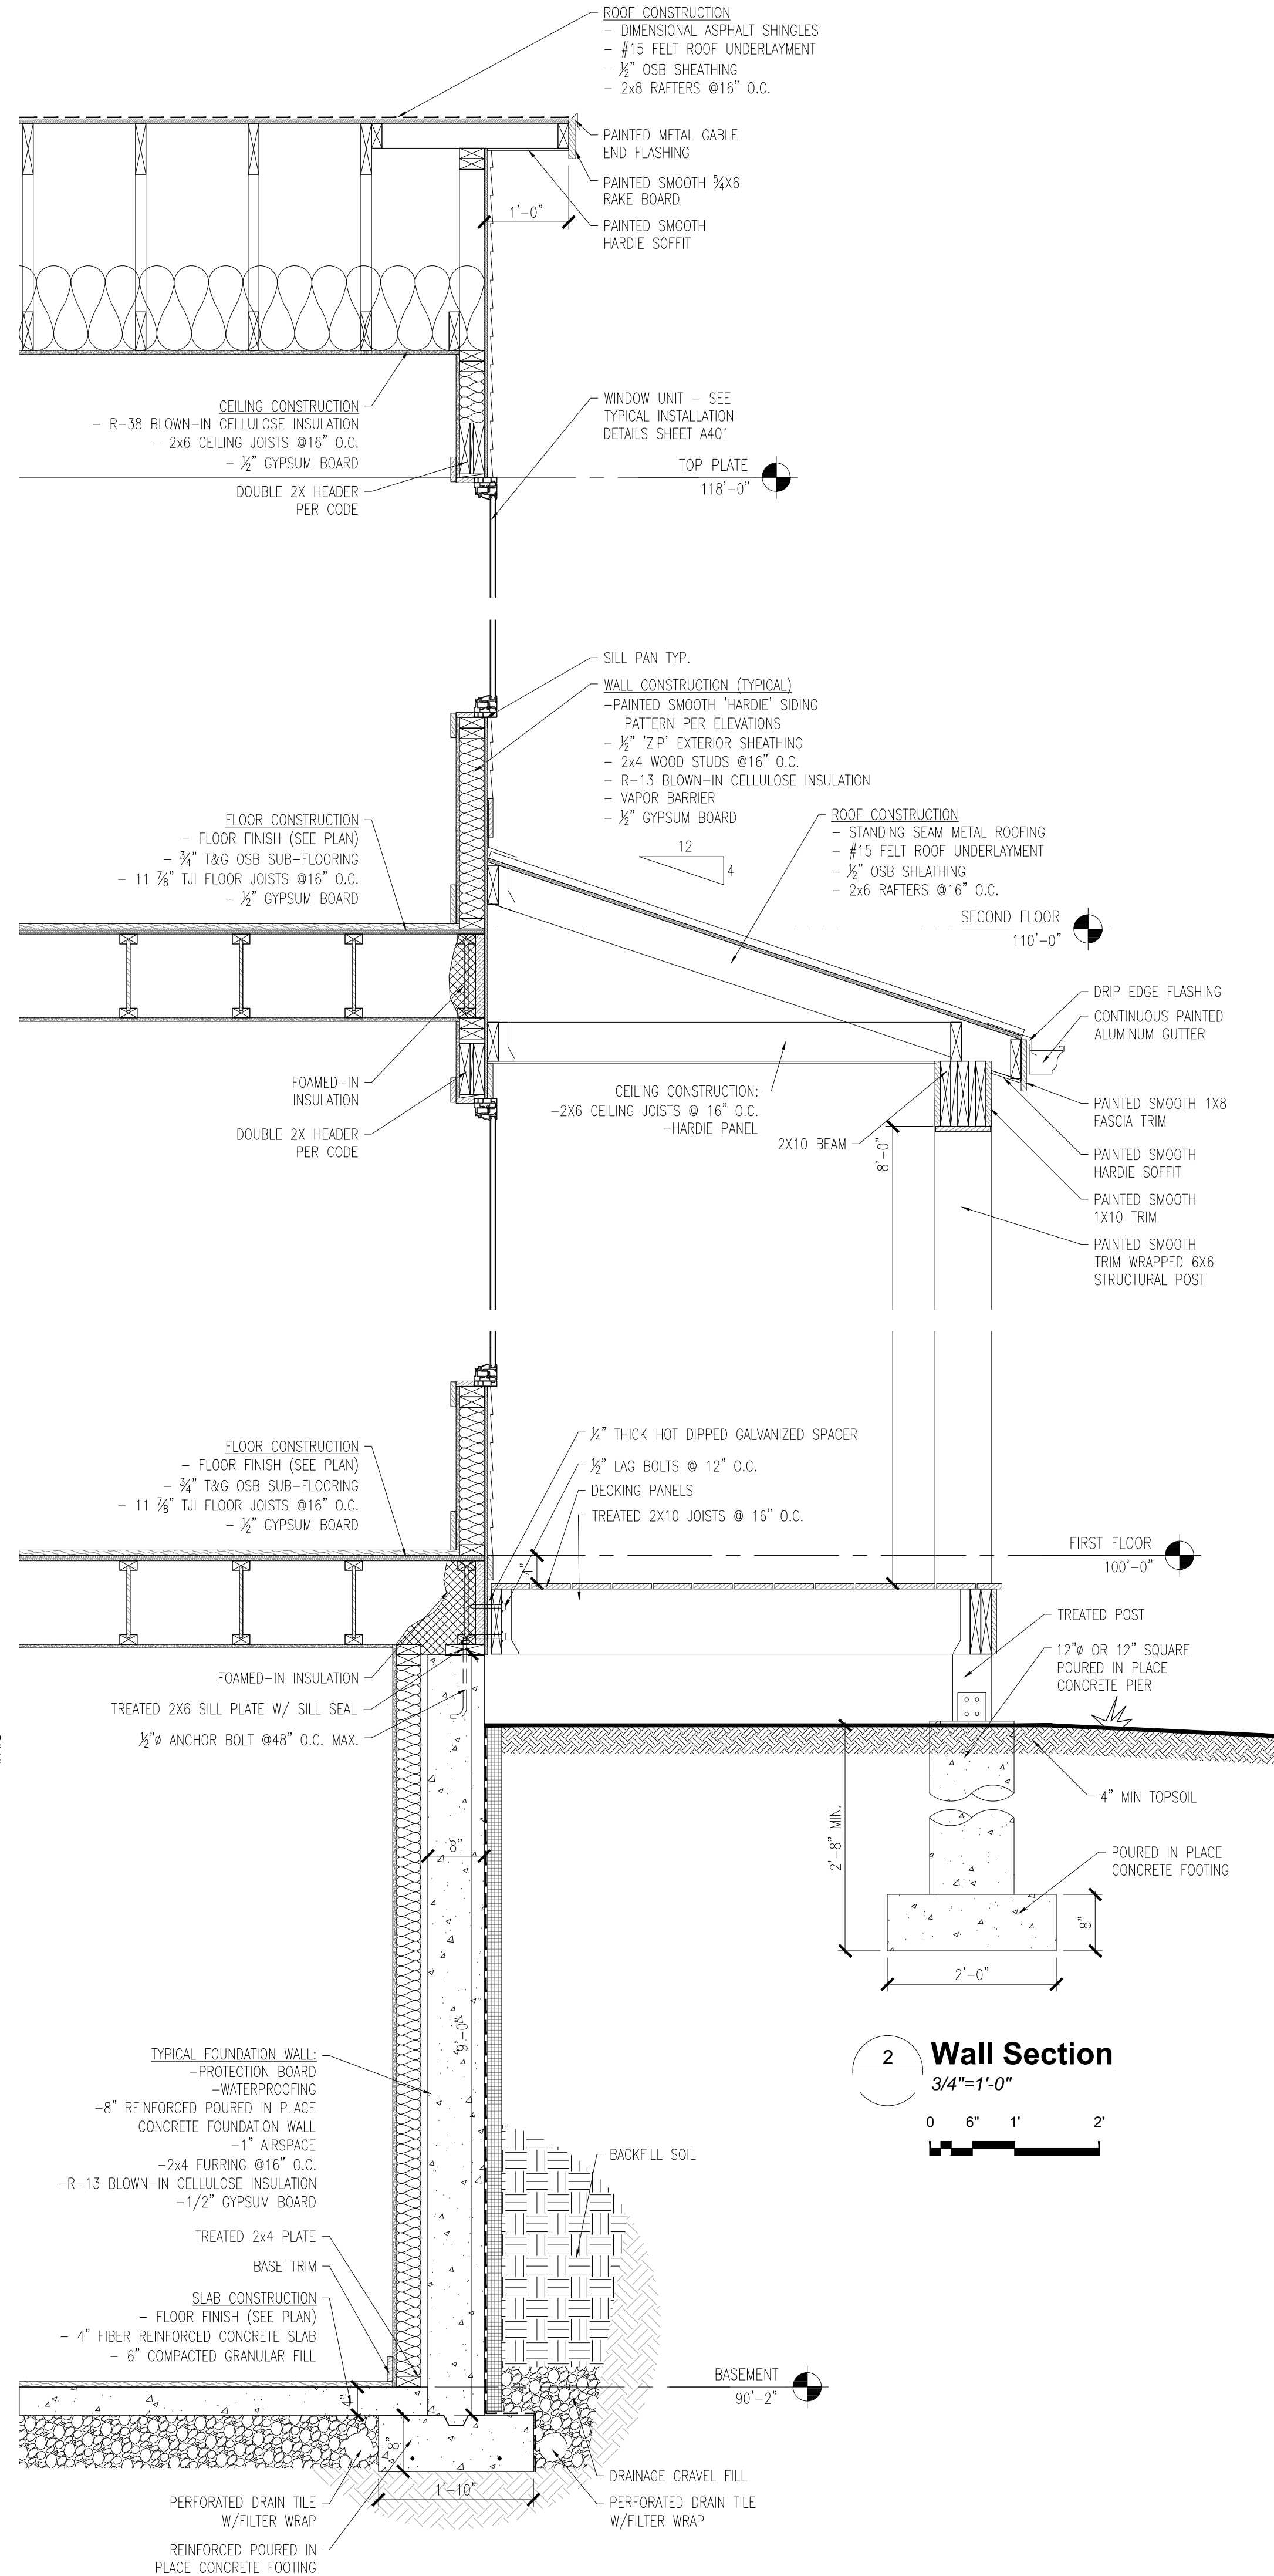 ROOF CONSTRUCTION
- DIMENSIONAL ASPHALT SHINGLES
- #15 FELT ROOF UNDERLAYMENT
- ½" OSB SHEATHING
- 2x8 RAFTERS @16" O.C.
PAINTED METAL GABLE
END FLASHING
PAINTED SMOOTH 5/4X6
RAKE BOARD
1'-0"
PAINTED SMOOTH
HARDIE SOFFIT
CEILING CONSTRUCTION
- R-38 BLOWN-IN CELLULOSE INSULATION
- 2x6 CEILING JOISTS @16" O.C.
- ½" GYPSUM BOARD
DOUBLE 2X HEADER
PER CODE
WINDOW UNIT - SEE
TYPICAL INSTALLATION
DETAILS SHEET A401
TOP PLATE
118'-0"
SILL PAN TYP.
WALL CONSTRUCTION (TYPICAL)
-PAINTED SMOOTH 'HARDIE' SIDING
PATTERN PER ELEVATIONS
- ½" 'ZIP' EXTERIOR SHEATHING
- 2x4 WOOD STUDS @16" O.C.
- R-13 BLOWN-IN CELLULOSE INSULATION
- VAPOR BARRIER
- ½" GYPSUM BOARD
FLOOR CONSTRUCTION
- FLOOR FINISH (SEE PLAN)
- ¾" T&G OSB SUB-FLOORING
- 11 ⅞" TJI FLOOR JOISTS @16" O.C.
- ½" GYPSUM BOARD
12
4
ROOF CONSTRUCTION
- STANDING SEAM METAL ROOFING
- #15 FELT ROOF UNDERLAYMENT
- ½" OSB SHEATHING
- 2x6 RAFTERS @16" O.C.
SECOND FLOOR
110'-0"
DRIP EDGE FLASHING
CONTINUOUS PAINTED
ALUMINUM GUTTER
FOAMED-IN
INSULATION
DOUBLE 2X HEADER
PER CODE
CEILING CONSTRUCTION:
-2X6 CEILING JOISTS @ 16" O.C.
-HARDIE PANEL
2X10 BEAM
8'-0"
PAINTED SMOOTH 1X8
FASCIA TRIM
PAINTED SMOOTH
HARDIE SOFFIT
PAINTED SMOOTH
1X10 TRIM
PAINTED SMOOTH
TRIM WRAPPED 6X6
STRUCTURAL POST
FLOOR CONSTRUCTION
- FLOOR FINISH (SEE PLAN)
- ¾" T&G OSB SUB-FLOORING
- 11 ⅞" TJI FLOOR JOISTS @16" O.C.
- ½" GYPSUM BOARD
¼" THICK HOT DIPPED GALVANIZED SPACER
½" LAG BOLTS @ 12" O.C.
DECKING PANELS
TREATED 2X10 JOISTS @ 16" O.C.
4"
FIRST FLOOR
100'-0"
TREATED POST
12"ø OR 12" SQUARE
POURED IN PLACE
CONCRETE PIER
FOAMED-IN INSULATION
TREATED 2X6 SILL PLATE W/ SILL SEAL
½"ø ANCHOR BOLT @48" O.C. MAX.
4" MIN TOPSOIL
2'-8" MIN.
8"
POURED IN PLACE
CONCRETE FOOTING
8"
2'-0"
9'-0"
2
Wall Section
3/4"=1'-0"
0 6" 1' 2'
TYPICAL FOUNDATION WALL:
-PROTECTION BOARD
-WATERPROOFING
-8" REINFORCED POURED IN PLACE
CONCRETE FOUNDATION WALL
-1" AIRSPACE
-2x4 FURRING @16" O.C.
-R-13 BLOWN-IN CELLULOSE INSULATION
-1/2" GYPSUM BOARD
BACKFILL SOIL
TREATED 2x4 PLATE
BASE TRIM
SLAB CONSTRUCTION
- FLOOR FINISH (SEE PLAN)
- 4" FIBER REINFORCED CONCRETE SLAB
- 6" COMPACTED GRANULAR FILL
BASEMENT
90'-2"
4"
8"
1'-10"
DRAINAGE GRAVEL FILL
PERFORATED DRAIN TILE
W/FILTER WRAP
PERFORATED DRAIN TILE
W/FILTER WRAP
REINFORCED POURED IN
PLACE CONCRETE FOOTING